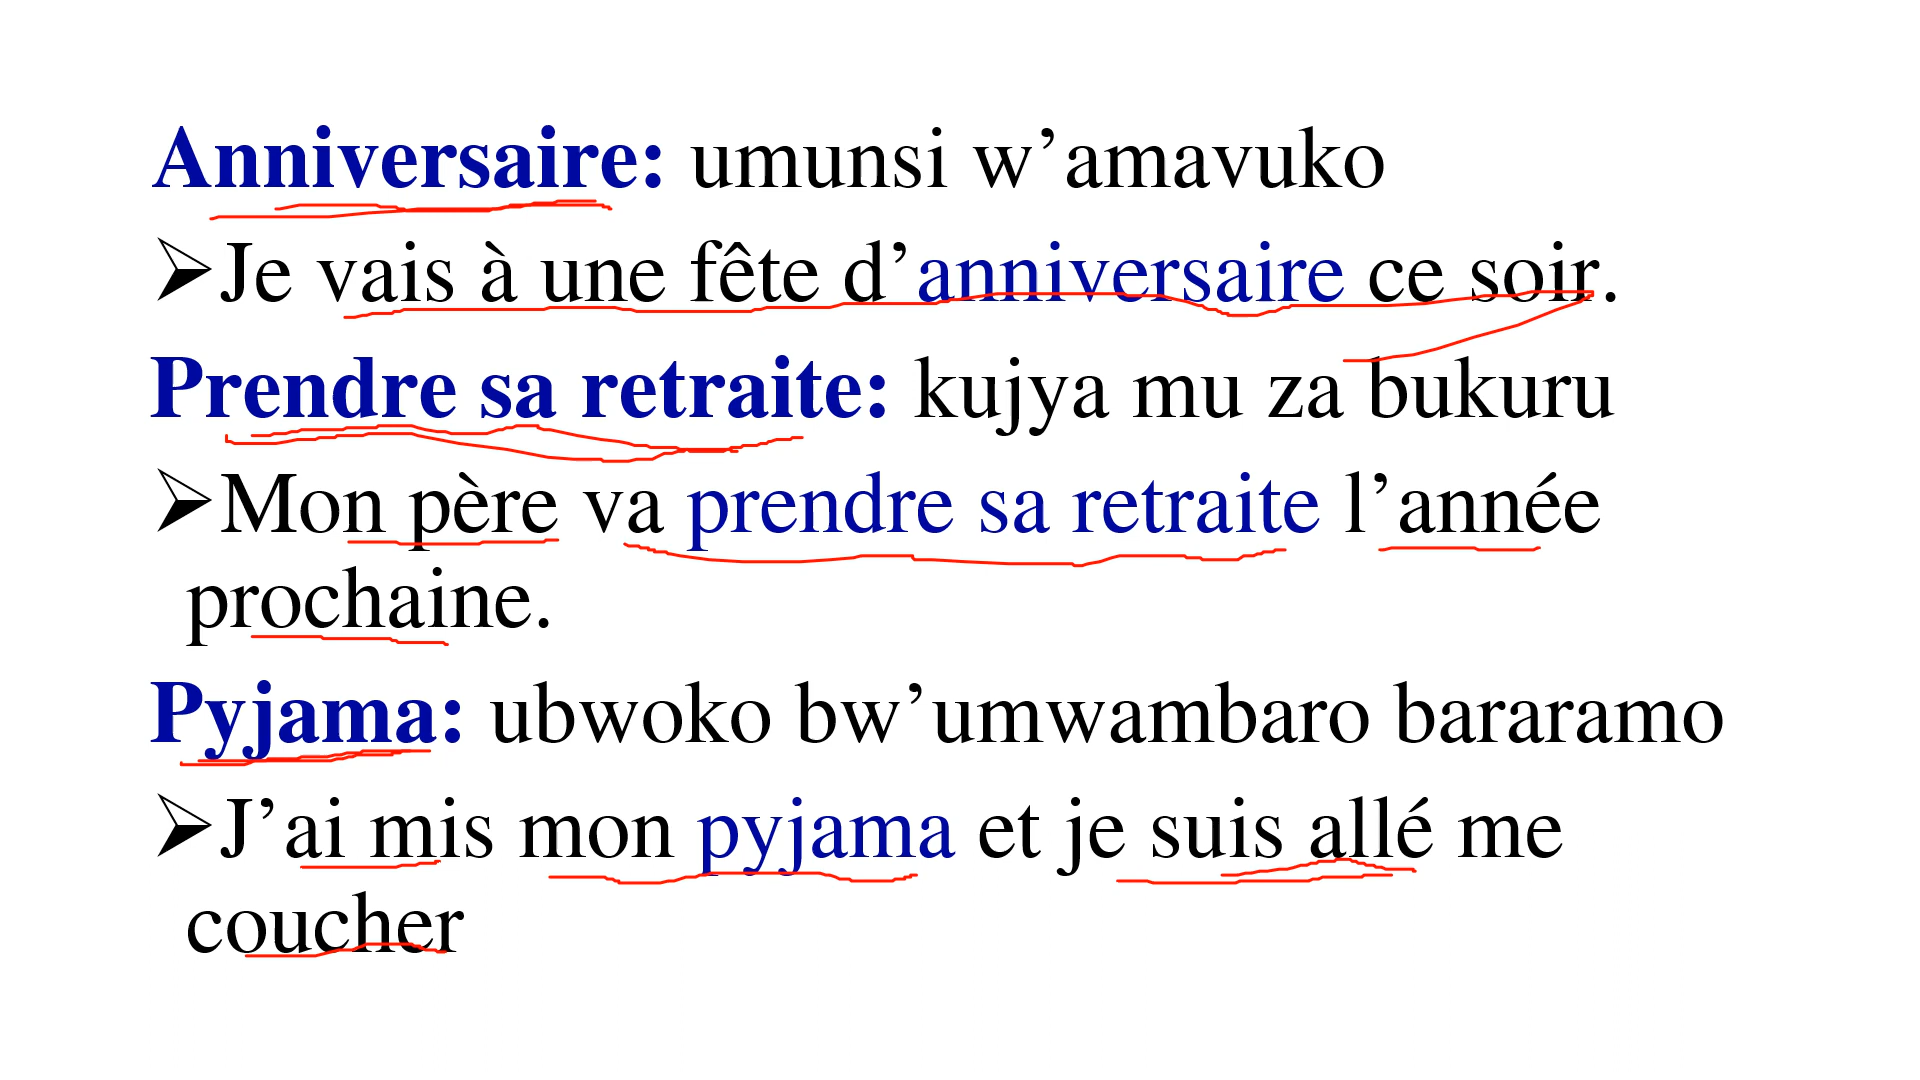 Anniversaire: umunsi w’amavuko
➢Je vais à une fête d’anniversaire ce soir.
Prendre sa retraite: kujya mu za bukuru
➢Mon père va prendre sa retraite l’année
prochaine.
Pyjama: ubwoko bw’umwambaro bararamo
➢J’ai mis mon pyjama et je suis allé me
coucher